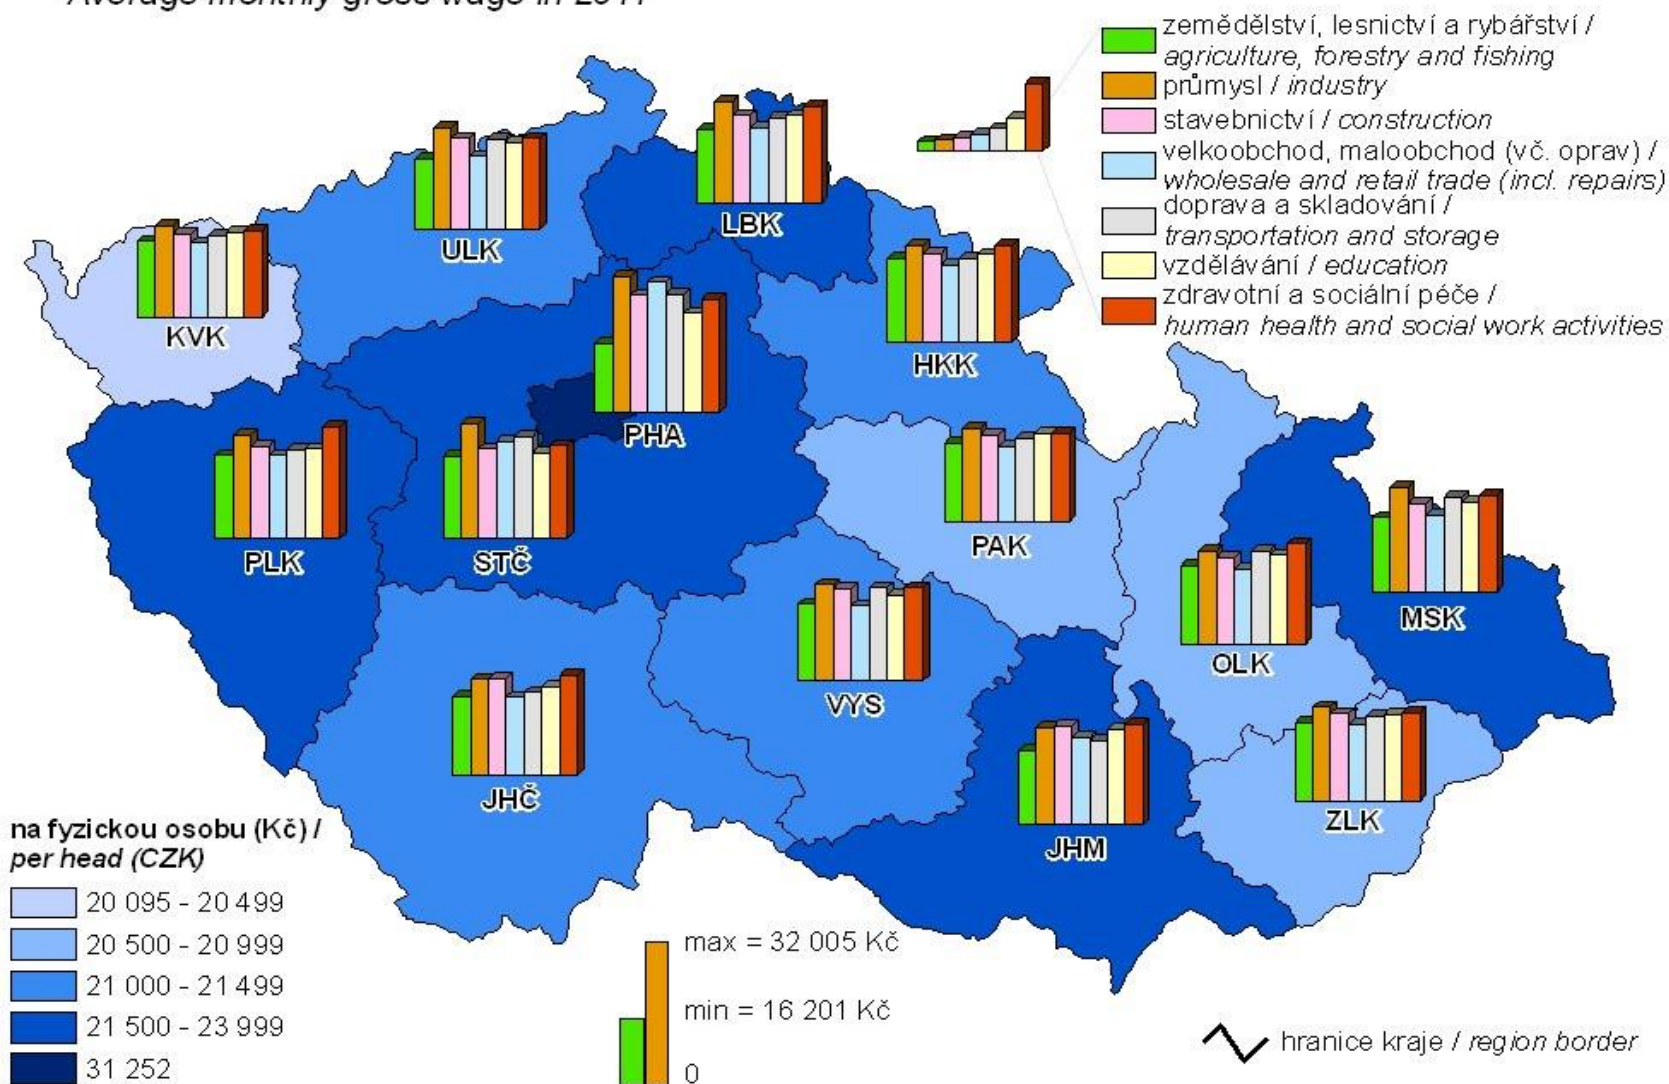 Average monthly gross wage in 2011
zemědělství, lesnictví a rybářství /
agriculture, forestry and fishing
průmysl / industry
stavebnictví / construction
velkoobchod, maloobchod (vč. oprav) /
wholesale and retail trade (incl. repairs)
doprava a skladování /
transportation and storage
vzdělávání / education
zdravotní a sociální péče /
human health and social work activities
LBK
ULK
KVK
HKK
PHA
PAK
PLK
STČ
MSK
OLK
VYS
JHČ
ZLK
JHM
na fyzickou osobu (Kč) /
per head (CZK)
20 095 - 20 499
20 500 - 20 999
21 000 - 21 499
21 500 - 23 999
31 252
max = 32 005 Kč
min = 16 201 Kč
0
hranice kraje / region border